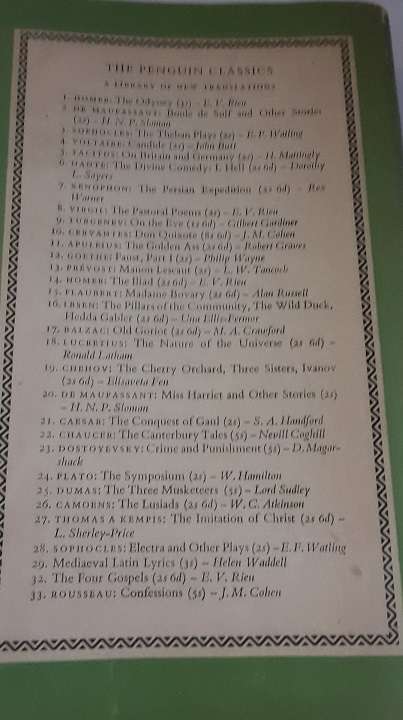 THE PENGUIN CLASSICS
A LIBRARY OF NEW TRANSLATIONS
1. HOMER: The Odyssey (3s) – E. V. Rieu
2. DE MAUPASSANT: Boule de Suif and Other Stories
(2s) – H. N. P. Sloman
3. SOPHOCLES: The Theban Plays (2s) – E. F. Watling
4. VOLTAIRE: Candide (2s) – John Butt
5. TACITUS: On Britain and Germany (2s) – H. Mattingly
6. DANTE: The Divine Comedy: I. Hell (2s 6d) – Dorothy
L. Sayers
7. XENOPHON: The Persian Expedition (2s 6d) – Rex
Warner
8. VIRGIL: The Pastoral Poems (2s) – E. V. Rieu
9. TURGENEV: On the Eve (2s 6d) – Gilbert Gardiner
10. CERVANTES: Don Quixote (8s 6d) – J. M. Cohen
11. APULEIUS: The Golden Ass (2s 6d) – Robert Graves
12. GOETHE: Faust, Part I (2s) – Philip Wayne
13. PRÉVOST: Manon Lescaut (2s) – L. W. Tancock
14. HOMER: The Iliad (2s 6d) – E. V. Rieu
15. FLAUBERT: Madame Bovary (2s 6d) – Alan Russell
16. IBSEN: The Pillars of the Community, The Wild Duck,
Hedda Gabler (2s 6d) – Una Ellis-Fermor
17. BALZAC: Old Goriot (2s 6d) – M. A. Crawford
18. LUCRETIUS: The Nature of the Universe (2s 6d) –
Ronald Latham
19. CHEHOV: The Cherry Orchard, Three Sisters, Ivanov
(2s 6d) – Elisaveta Fen
20. DE MAUPASSANT: Miss Harriet and Other Stories (2s)
– H. N. P. Sloman
21. CAESAR: The Conquest of Gaul (2s) – S. A. Handford
22. CHAUCER: The Canterbury Tales (5s) – Nevill Coghill
23. DOSTOYEVSKY: Crime and Punishment (5s) – D. Magar-
shack
24. PLATO: The Symposium (2s) – W. Hamilton
25. DUMAS: The Three Musketeers (5s) – Lord Sudley
26. CAMOENS: The Lusiads (2s 6d) – W. C. Atkinson
27. THOMAS A KEMPIS: The Imitation of Christ (2s 6d) –
L. Sherley-Price
28. SOPHOCLES: Electra and Other Plays (2s) – E. F. Watling
29. Mediaeval Latin Lyrics (3s) – Helen Waddell
32. The Four Gospels (2s 6d) – E. V. Rieu
33. ROUSSEAU: Confessions (5s) – J. M. Cohen